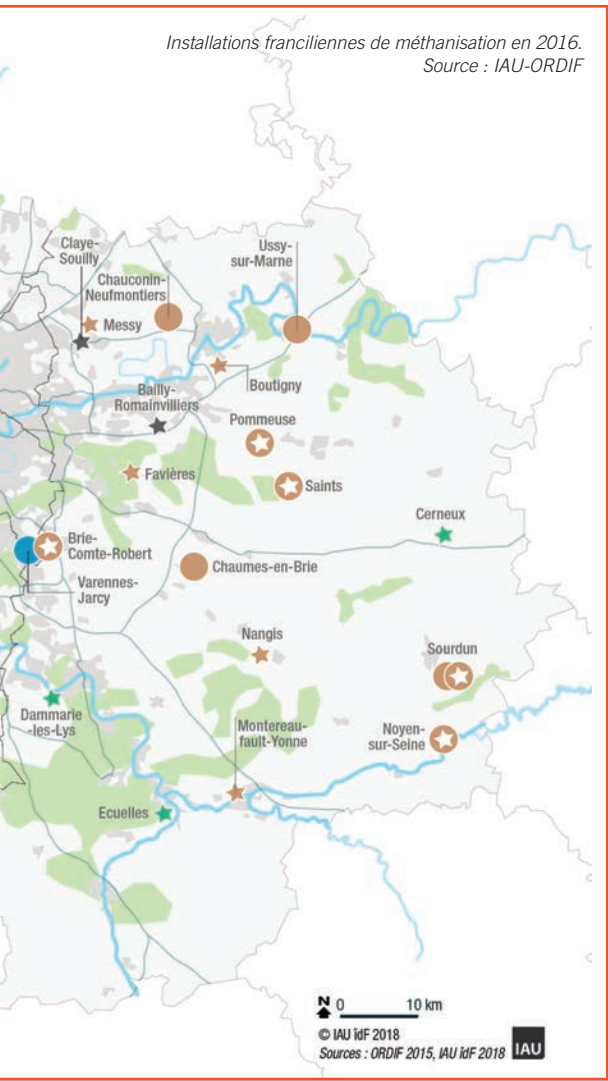 Installations franciliennes de méthanisation en 2016.
Source : IAU-ORDIF
Claye-
Souilly
Ussy-
sur-Marne
Chauconin-
Neufmontiers
Messy
Boutigny
Bailly-
Romainvilliers
Pommeuse
Favières
Saints
Cerneux
Brie-
Comte-Robert
Chaumes-en-Brie
Varennes-
Jarcy
Nangis
Sourdun
Dammarie
-les-Lys
Montereau-
fault-Yonne
Noyen-
sur-Seine
Ecuelles
N 0 10 km
© IAU îdF 2018
Sources : ORDIF 2015, IAU îdF 2018 IAU